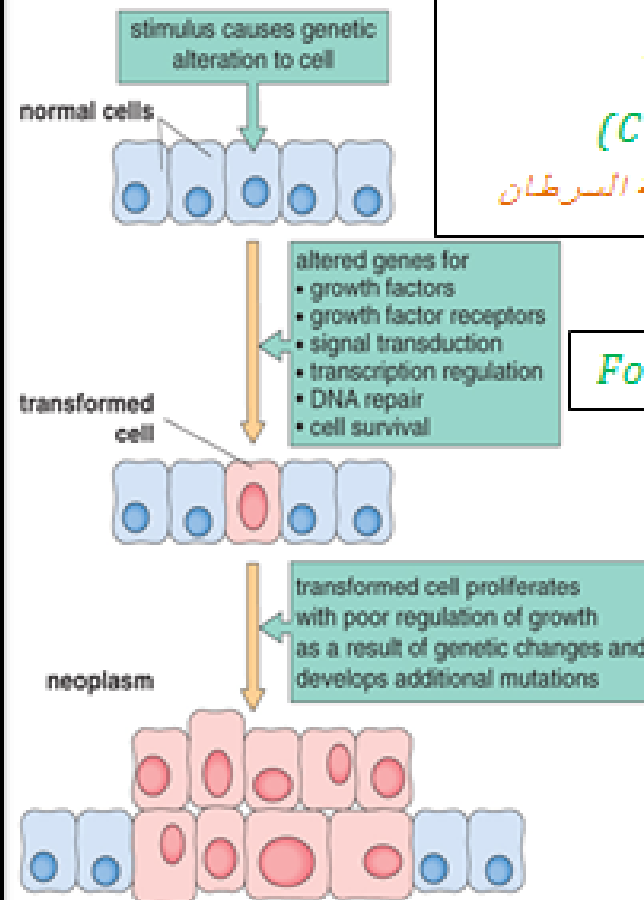 stimulus causes genetic
alteration to cell
normal cells
(C
السرطان
altered genes for
• growth factors
• growth factor receptors
• signal transduction
• transcription regulation
• DNA repair
• cell survival
Fo
transformed
cell
transformed cell proliferates
with poor regulation of growth
as a result of genetic changes and
develops additional mutations
neoplasm